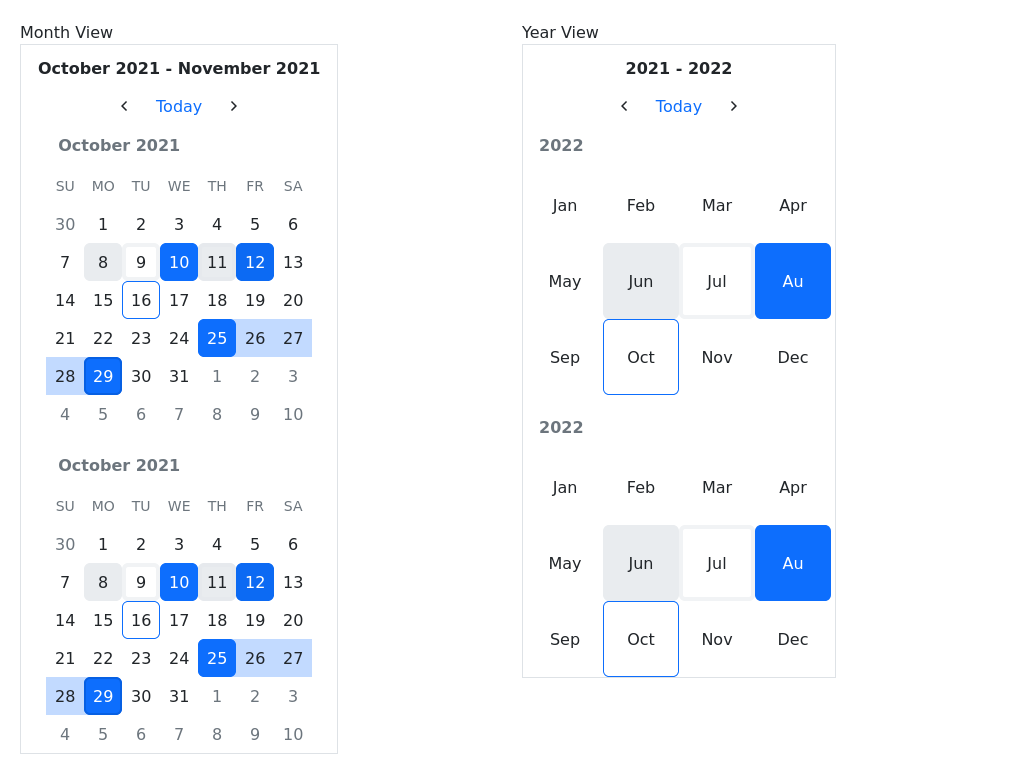 Month View
October 2021 - November 2021
Today
October 2021
SU MO TU WE TH FR SA
30 1 2 3 4 5 6
7 8 9 10 11 12 13
14 15 16 17 18 19 20
21 22 23 24 25 26 27
28 29 30 31 1 2 3
4 5 6 7 8 9 10
October 2021
SU MO TU WE TH FR SA
30 1 2 3 4 5 6
7 8 9 10 11 12 13
14 15 16 17 18 19 20
21 22 23 24 25 26 27
28 29 30 31 1 2 3
4 5 6 7 8 9 10
Year View
2021 - 2022
Today
2022
Jan Feb Mar Apr
May Jun Jul Au
Sep Oct Nov Dec
2022
Jan Feb Mar Apr
May Jun Jul Au
Sep Oct Nov Dec